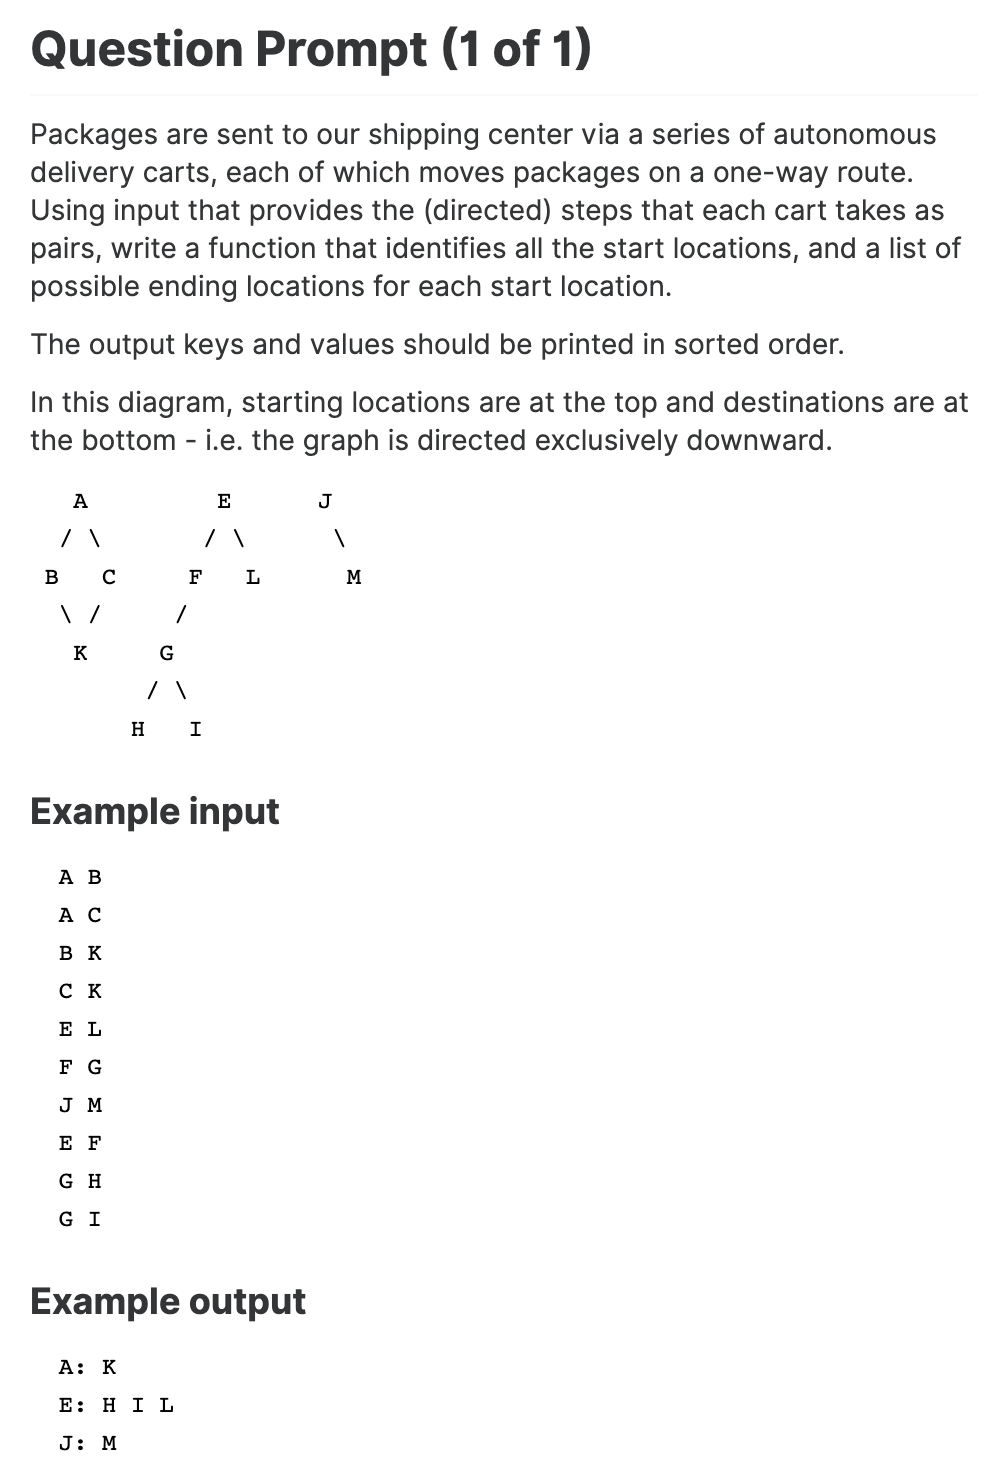 Question Prompt (1 of 1)
Packages are sent to our shipping center via a series of autonomous
delivery carts, each of which moves packages on a one-way route.
Using input that provides the (directed) steps that each cart takes as
pairs, write a function that identifies all the start locations, and a list of
possible ending locations for each start location.
The output keys and values should be printed in sorted order.
In this diagram, starting locations are at the top and destinations are at
the bottom - i.e. the graph is directed exclusively downward.
   A         E      J
  / \       / \      \
 B   C     F   L      M
  \ /     /
   K     G
        / \
       H   I
Example input
A B
A C
B K
C K
E L
F G
J M
E F
G H
G I
Example output
A: K
E: H I L
J: M